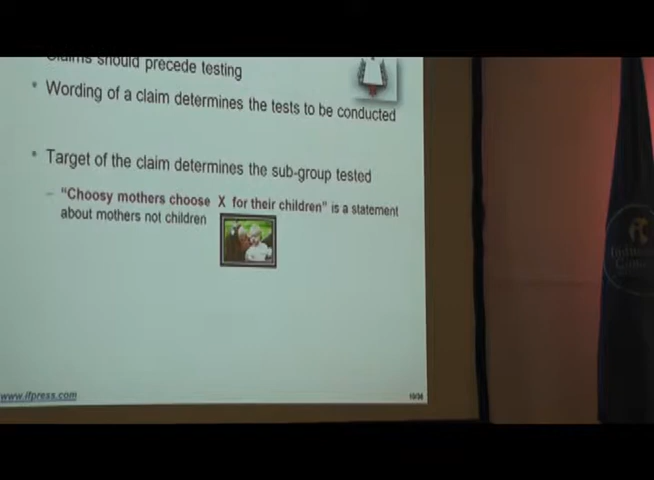 Claims should precede testing
• Wording of a claim determines the tests to be conducted
• Target of the claim determines the sub-group tested
– "Choosy mothers choose X for their children" is a statement
about mothers not children
www.ifpress.com